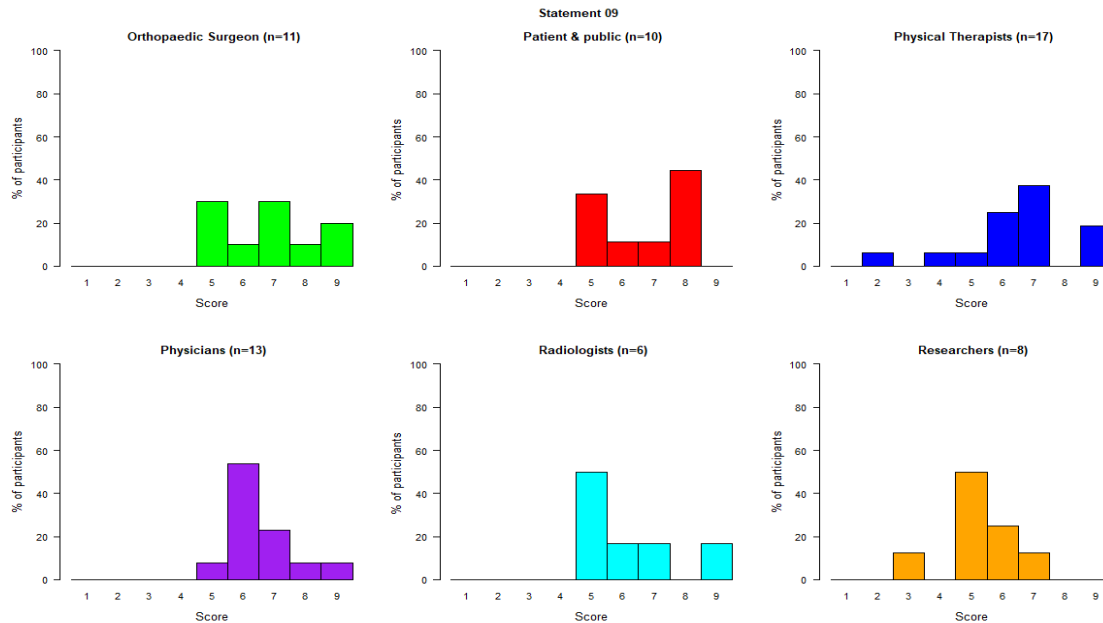 Statement 09
Orthopaedic Surgeon (n=11)
% of participants
100
80
60
40
20
0
1 2 3 4 5 6 7 8 9
Score
Patient & public (n=10)
% of participants
100
80
60
40
20
0
1 2 3 4 5 6 7 8 9
Score
Physical Therapists (n=17)
% of participants
100
80
60
40
20
0
1 2 3 4 5 6 7 8 9
Score
Physicians (n=13)
% of participants
100
80
60
40
20
0
1 2 3 4 5 6 7 8 9
Score
Radiologists (n=6)
% of participants
100
80
60
40
20
0
1 2 3 4 5 6 7 8 9
Score
Researchers (n=8)
% of participants
100
80
60
40
20
0
1 2 3 4 5 6 7 8 9
Score